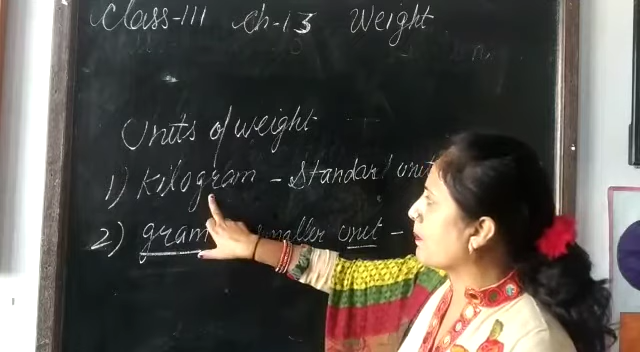 Class-III Ch-13 Weight
Units of weight
1) Kilogram - Standard unit
2) gram smaller unit -